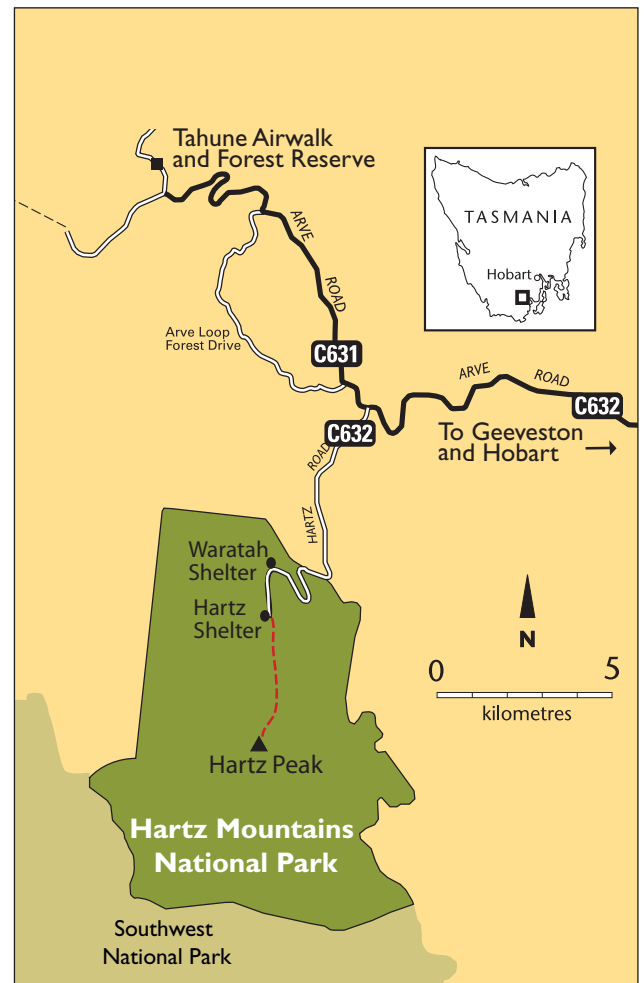 Tahune Airwalk
and Forest Reserve
TASMANIA
Hobart
ARVE
ROAD
Arve Loop
Forest Drive
C631
ARVE
ROAD
C632
C632
To Geeveston
and Hobart
ROAD
HARTZ
Waratah
Shelter
Hartz
Shelter
N
0
5
kilometres
Hartz Peak
Hartz Mountains
National Park
Southwest
National Park